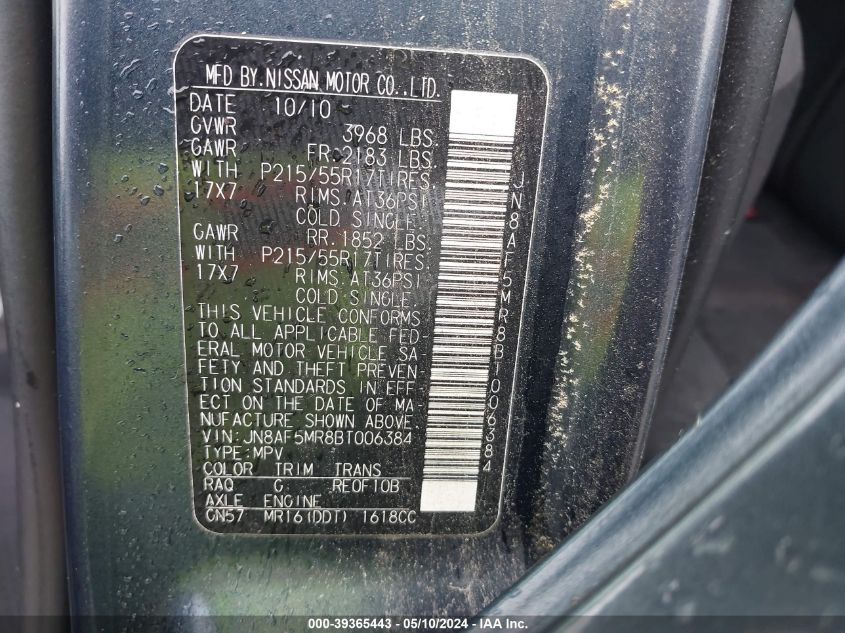 MFD BY.NISSAN MOTOR CO.,LTD.
DATE 10/10
GVWR 3968 LBS.
GAWR FR.2183 LBS.
WITH P215/55R17TIRES.
17X7 RIMS.AT36PSI
COLD SINGLE.
GAWR RR.1852 LBS.
WITH P215/55R17TIRES.
17X7 RIMS.AT36PSI
COLD SINGLE.
THIS VEHICLE CONFORMS
TO ALL APPLICABLE FED-
ERAL MOTOR VEHICLE SA-
FETY AND THEFT PREVEN-
TION STANDARDS IN EFF-
ECT ON THE DATE OF MA-
NUFACTURE SHOWN ABOVE.
VIN:JN8AF5MR8BT006384
TYPE:MPV
COLOR TRIM TRANS
RAQ G RE0F10B
AXLE ENGINE
GN57 MR16(DDT) 1618CC
JN8AF5MR8BT006384
000-39365443 - 05/10/2024 - IAA Inc.